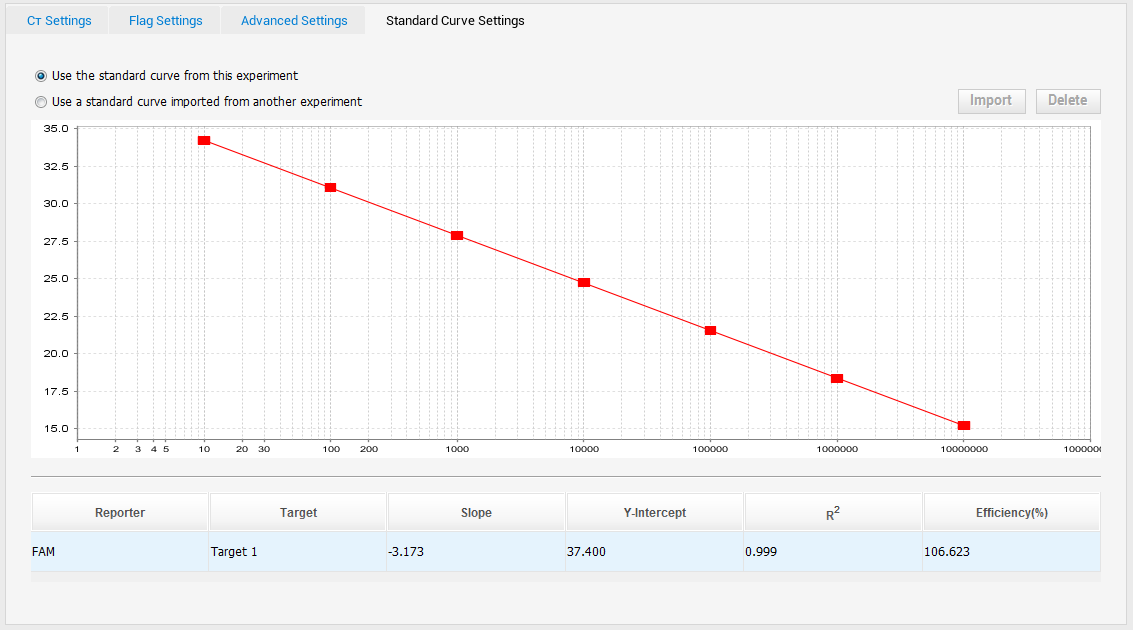 Cᴛ Settings Flag Settings Advanced Settings Standard Curve Settings
Use the standard curve from this experiment
Use a standard curve imported from another experiment
Import Delete
35.0
32.5
30.0
27.5
25.0
22.5
20.0
17.5
15.0
1 2 3 4 5 10 20 30 100 200 1000 10000 100000 1000000 10000000 1000000
Reporter Target Slope Y-Intercept R² Efficiency(%)
FAM Target 1 -3.173 37.400 0.999 106.623